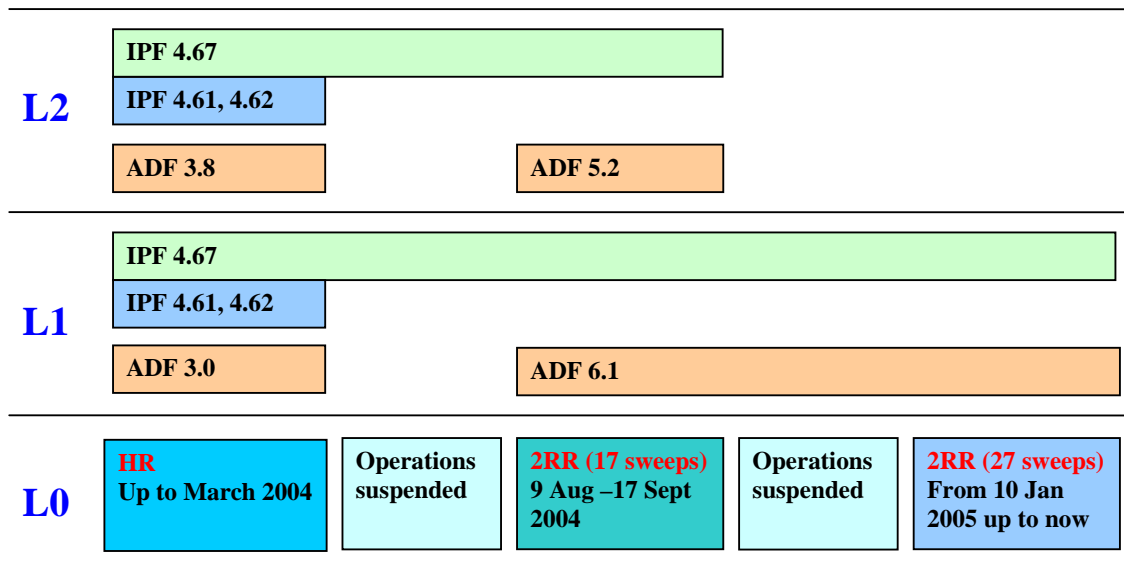 L2
IPF 4.67
IPF 4.61, 4.62
ADF 3.8
ADF 5.2
L1
IPF 4.67
IPF 4.61, 4.62
ADF 3.0
ADF 6.1
L0
HR
Up to March 2004
Operations
suspended
2RR (17 sweeps)
9 Aug –17 Sept
2004
Operations
suspended
2RR (27 sweeps)
From 10 Jan
2005 up to now